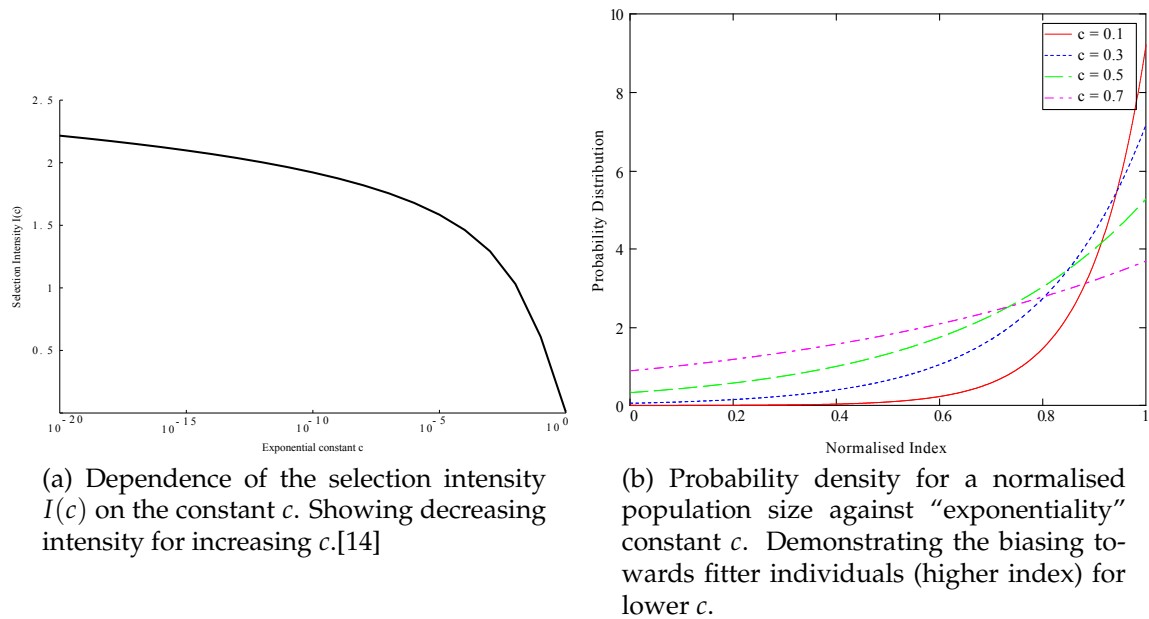 2.5
2
1.5
1
0.5
Selection Intensity I(c)
10^-20
10^-15
10^-10
10^-5
10^0
Exponential constant c
(a) Dependence of the selection intensity
I(c) on the constant c. Showing decreasing
intensity for increasing c.[14]
c = 0.1
c = 0.3
c = 0.5
c = 0.7
10
8
6
4
2
0
Probability Distribution
0
0.2
0.4
0.6
0.8
1
Normalised Index
(b) Probability density for a normalised
population size against “exponentiality”
constant c. Demonstrating the biasing to-
wards fitter individuals (higher index) for
lower c.